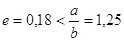 e = 0,18 < a/b = 1,25